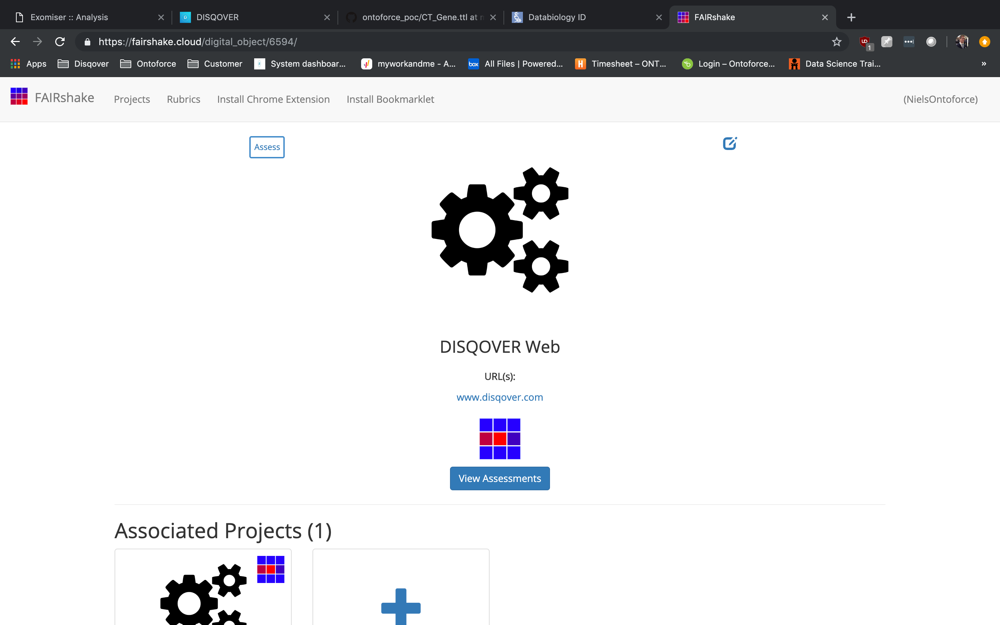 Exomiser :: Analysis
DISQOVER
ontoforce_poc/CT_Gene.ttl at
Databiology ID
FAIRshake
https://fairshake.cloud/digital_object/6594/
1
Apps
Disqover
Ontoforce
Customer
System dashboar...
myworkandme - A...
box
All Files | Powered...
H
Timesheet – ONT...
Login – Ontoforce...
Data Science Trai...
»
FAIRshake
Projects
Rubrics
Install Chrome Extension
Install Bookmarklet
(NielsOntoforce)
Assess
DISQOVER Web
URL(s):
www.disqover.com
View Assessments
Associated Projects (1)